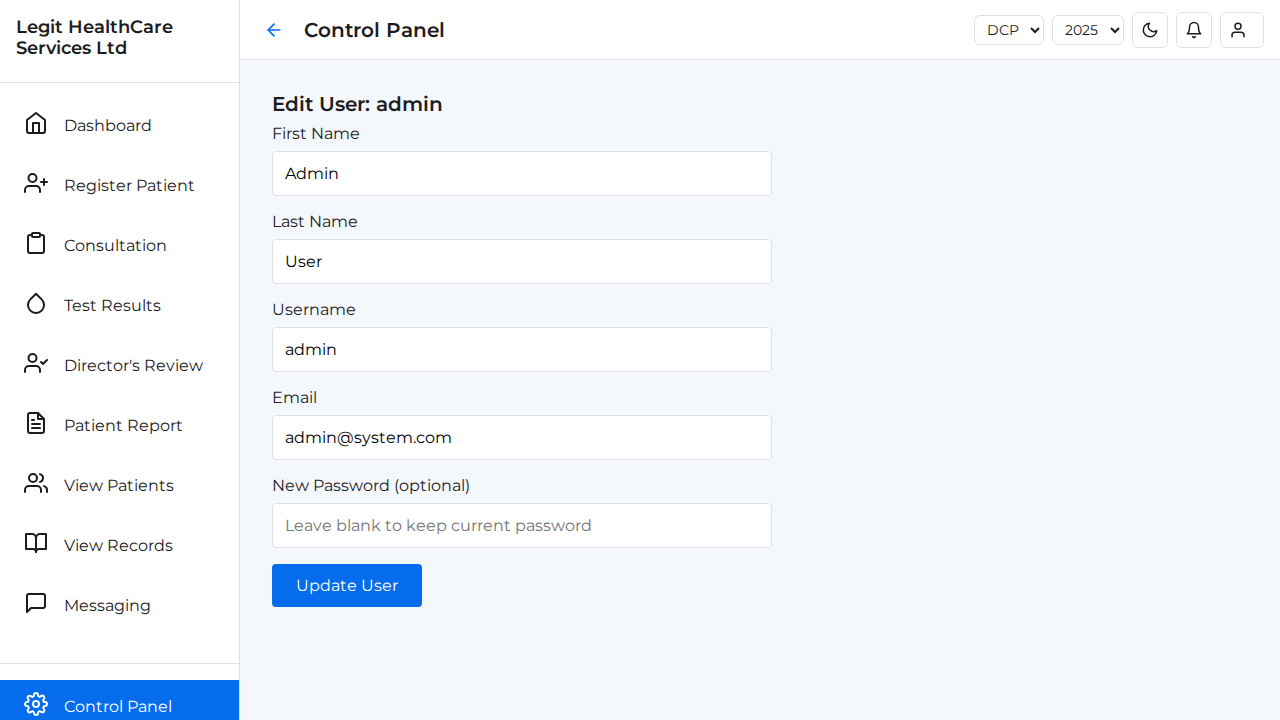 Legit HealthCare
Services Ltd
Control Panel
DCP
2025
Dashboard
Register Patient
Consultation
Test Results
Director's Review
Patient Report
View Patients
View Records
Messaging
Control Panel
Edit User: admin
First Name
Admin
Last Name
User
Username
admin
Email
admin@system.com
New Password (optional)
Leave blank to keep current password
Update User